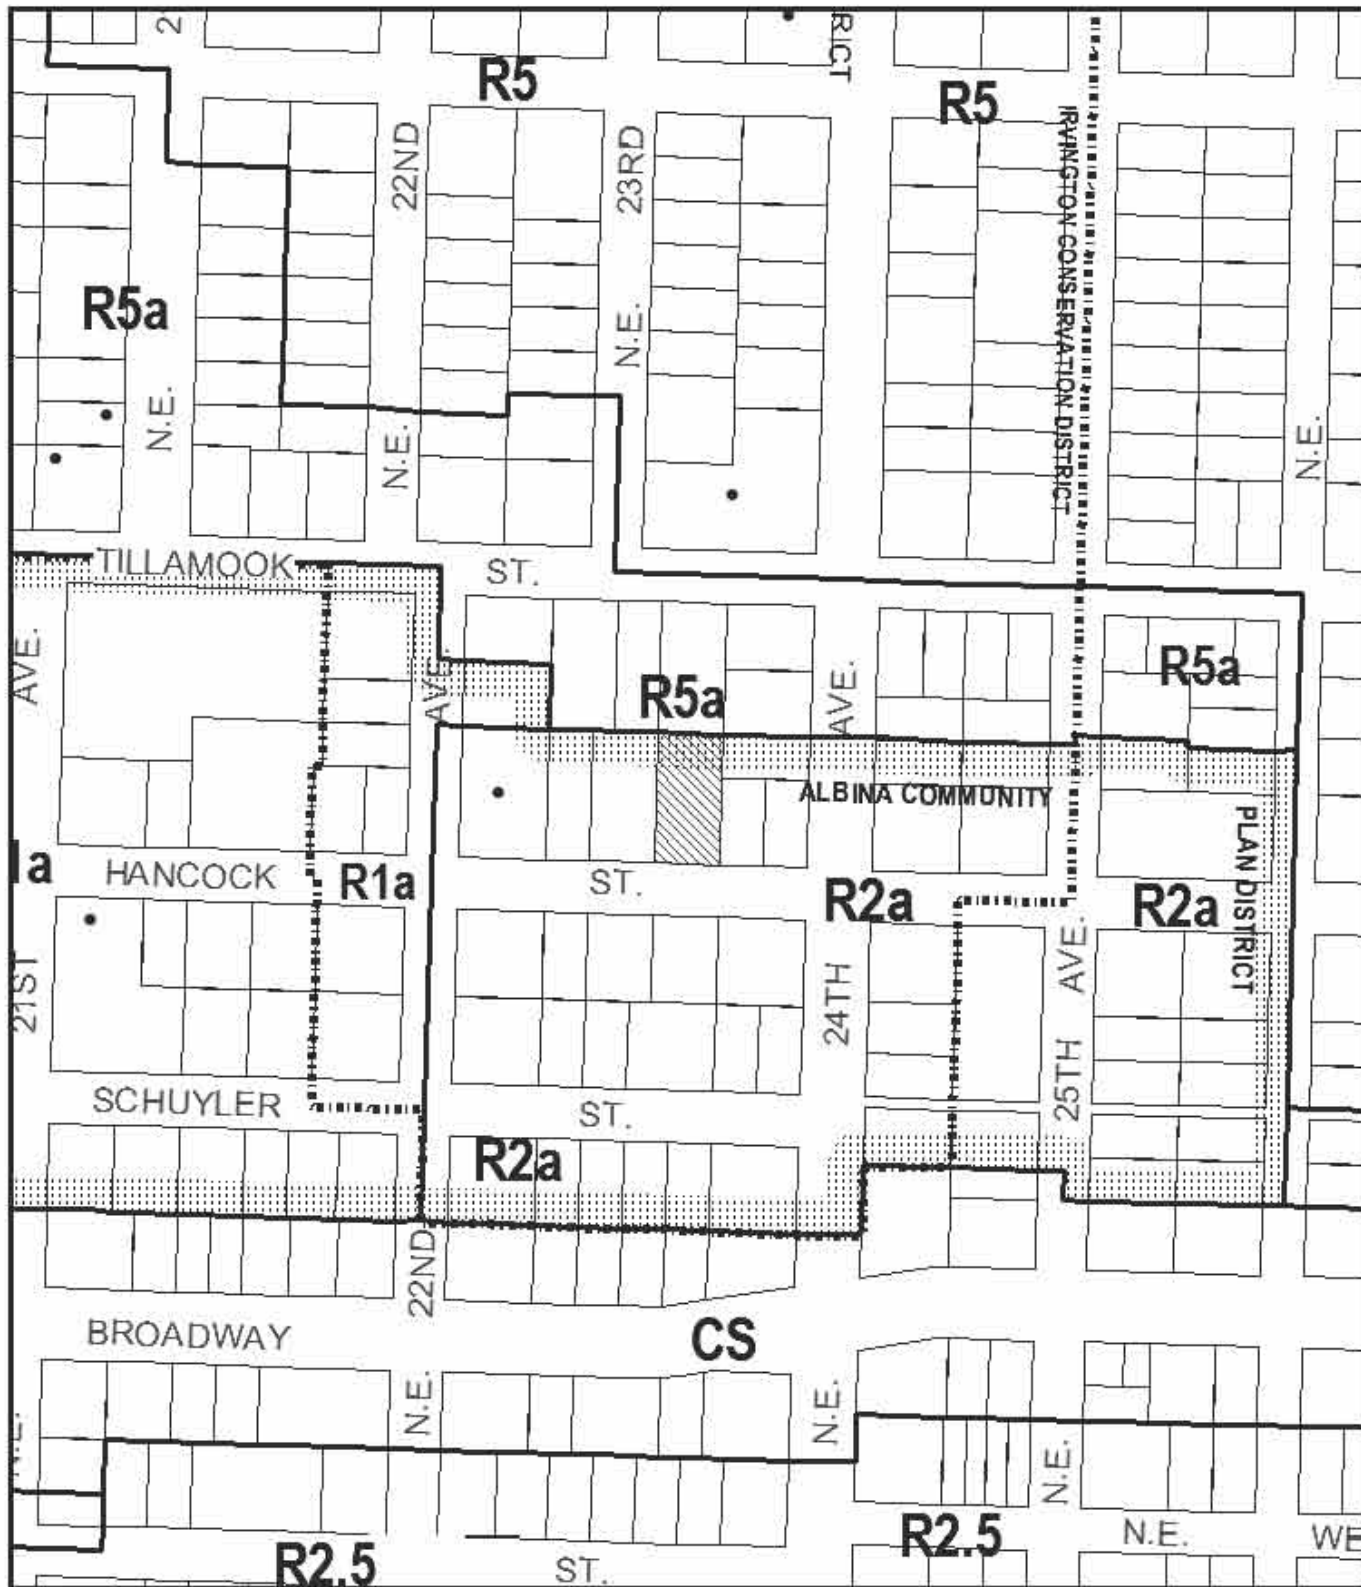 R5
RICT
R5
22ND
23RD
IRVINGTON CONSERVATION DISTRICT
R5a
N.E.
N.E.
N.E.
N.E.
TILLAMOOK
ST.
AVE.
AVE.
R5a
AVE.
R5a
ALBINA COMMUNITY
PLAN DISTRICT
1a
HANCOCK
R1a
ST.
R2a
R2a
21ST
24TH
AVE.
25TH
SCHUYLER
ST.
R2a
22ND
BROADWAY
CS
N.E.
N.E.
N.E.
N.E.
R2.5
R2.5
N.E.
WE
ST.